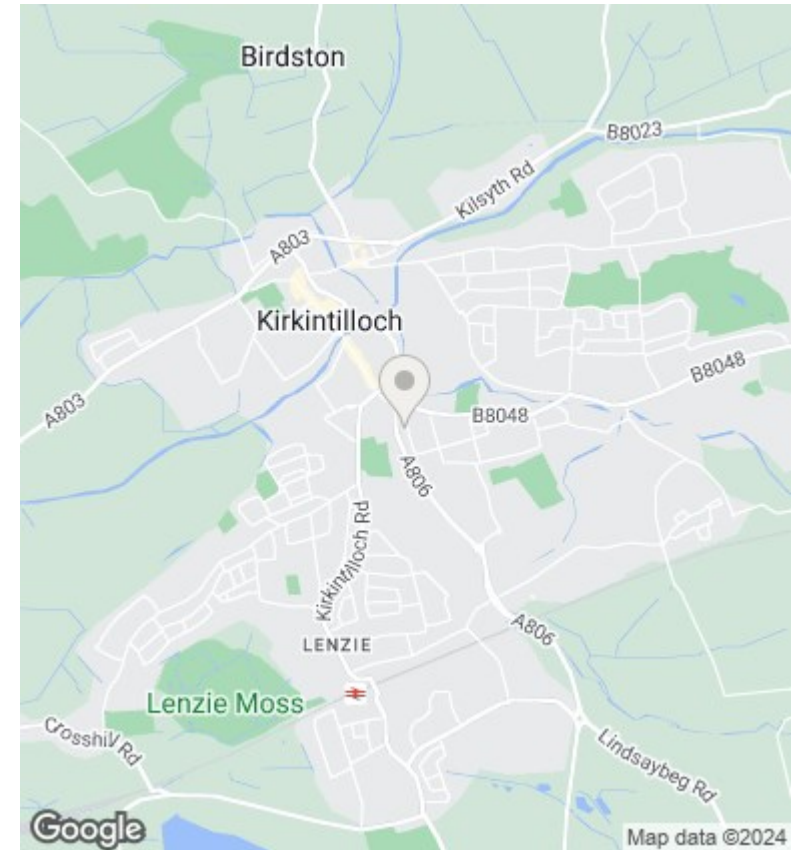 Birdston
B8023
Kilsyth Rd
A803
Kirkintilloch
B8048
A803
B8048
A806
Kirkintilloch Rd
A806
LENZIE
Lenzie Moss
Crosshill Rd
Lindsaybeg Rd
Google
Map data ©2024